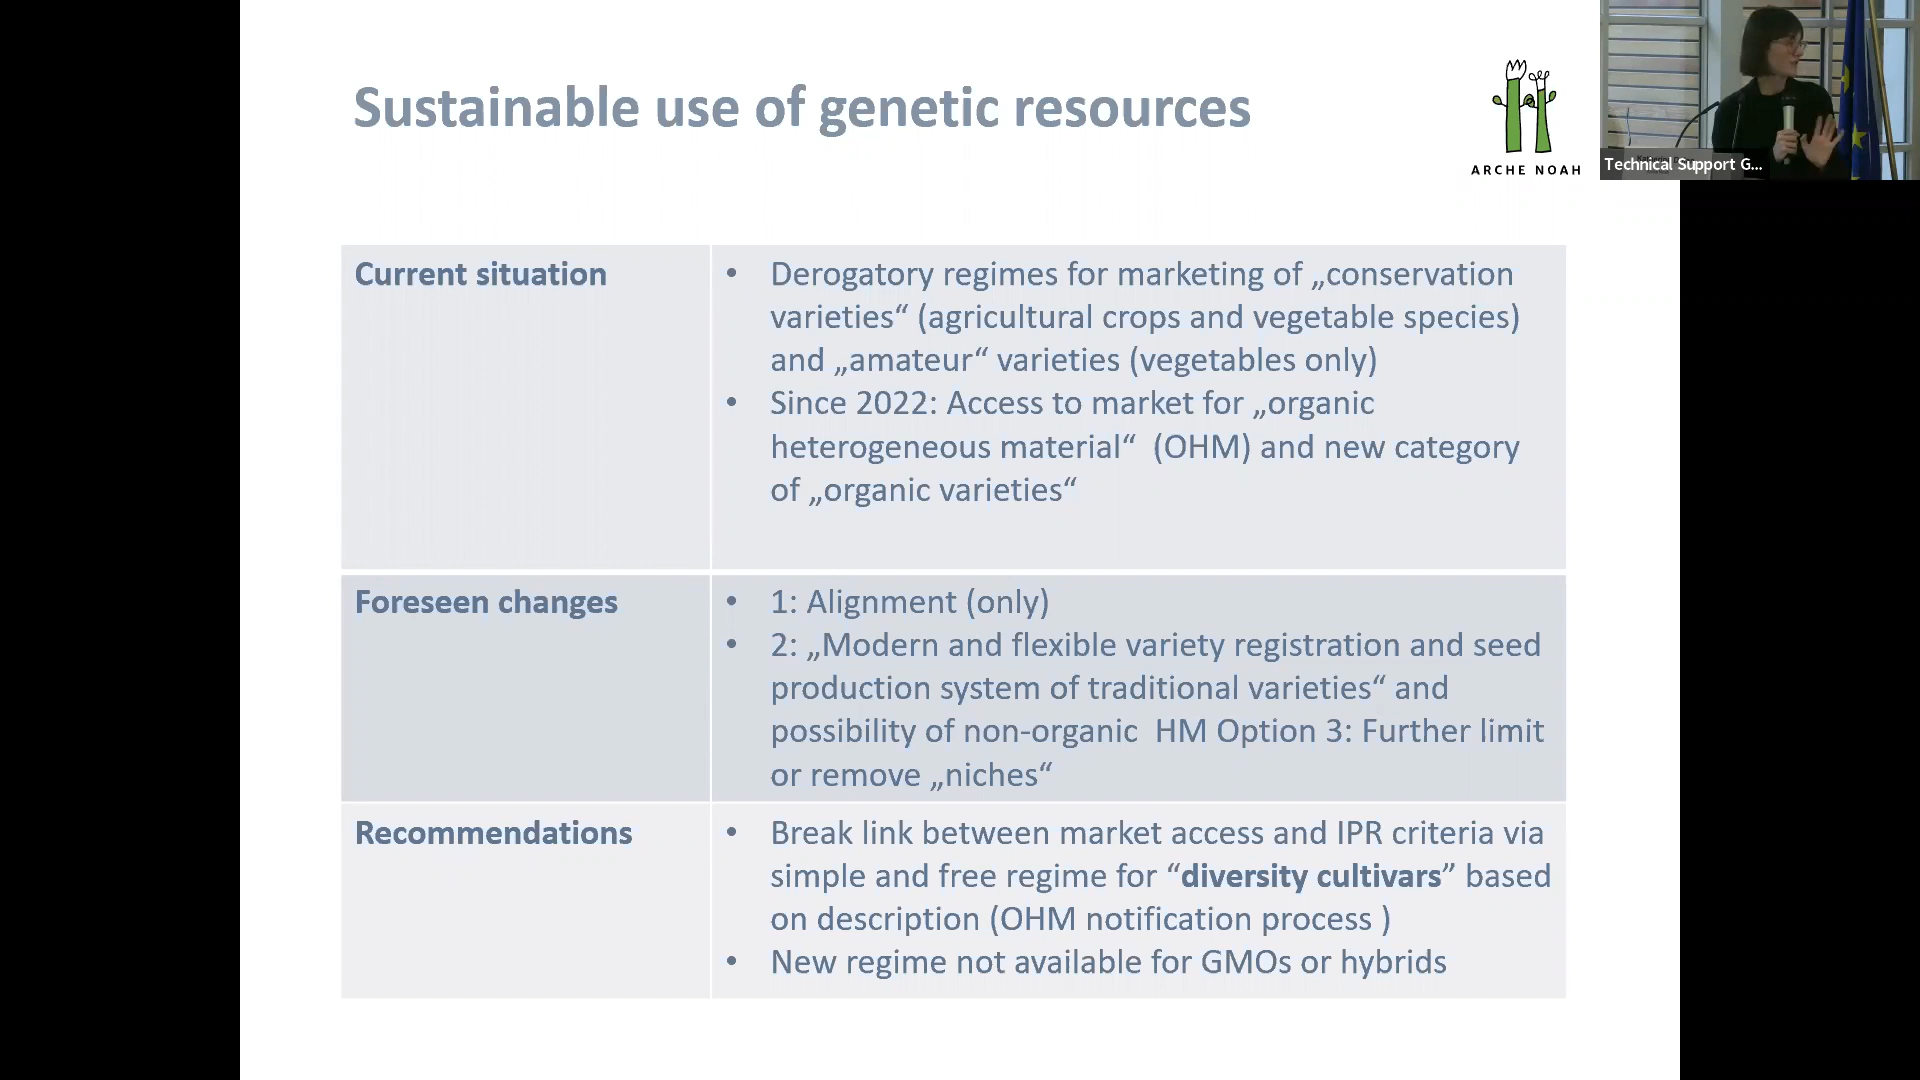 Sustainable use of genetic resources
ARCHE NOAH
Technical Support G...
Current situation
• Derogatory regimes for marketing of „conservation
varieties“ (agricultural crops and vegetable species)
and „amateur“ varieties (vegetables only)
• Since 2022: Access to market for „organic
heterogeneous material“  (OHM) and new category
of „organic varieties“
Foreseen changes
• 1: Alignment (only)
• 2: „Modern and flexible variety registration and seed
production system of traditional varieties“ and
possibility of non-organic  HM Option 3: Further limit
or remove „niches“
Recommendations
• Break link between market access and IPR criteria via
simple and free regime for “diversity cultivars” based
on description (OHM notification process )
• New regime not available for GMOs or hybrids